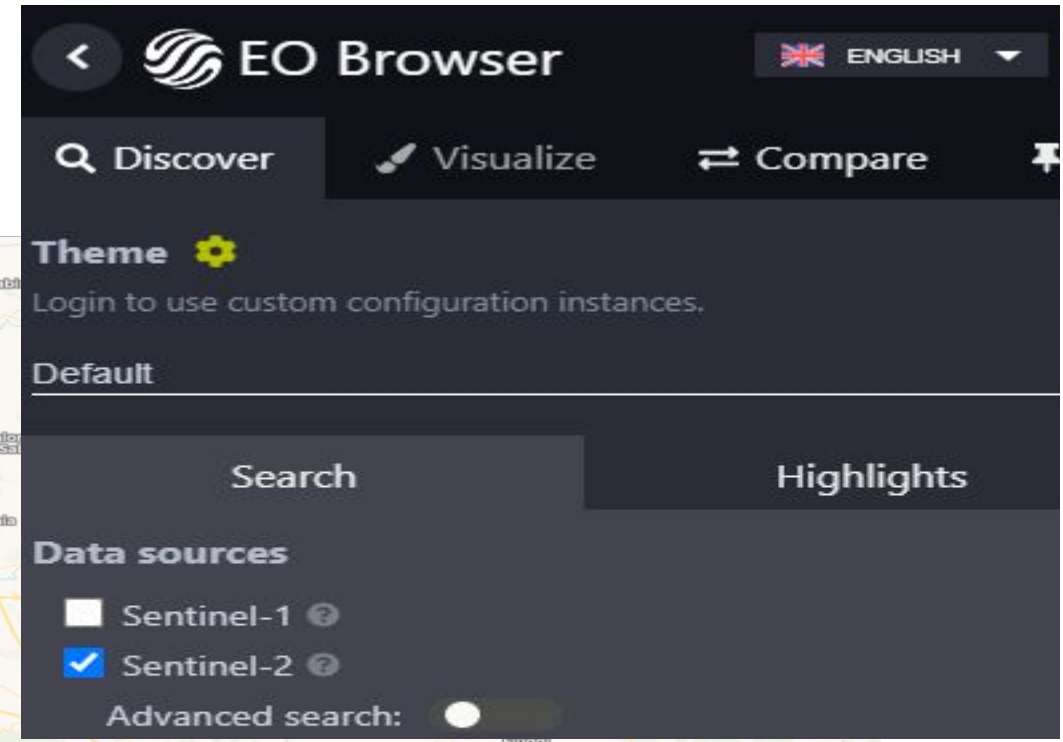 EO Browser
ENGLISH
Discover Visualize Compare
Theme
Login to use custom configuration instances.
Default
Search Highlights
Data sources
Sentinel-1
Sentinel-2
Advanced search: